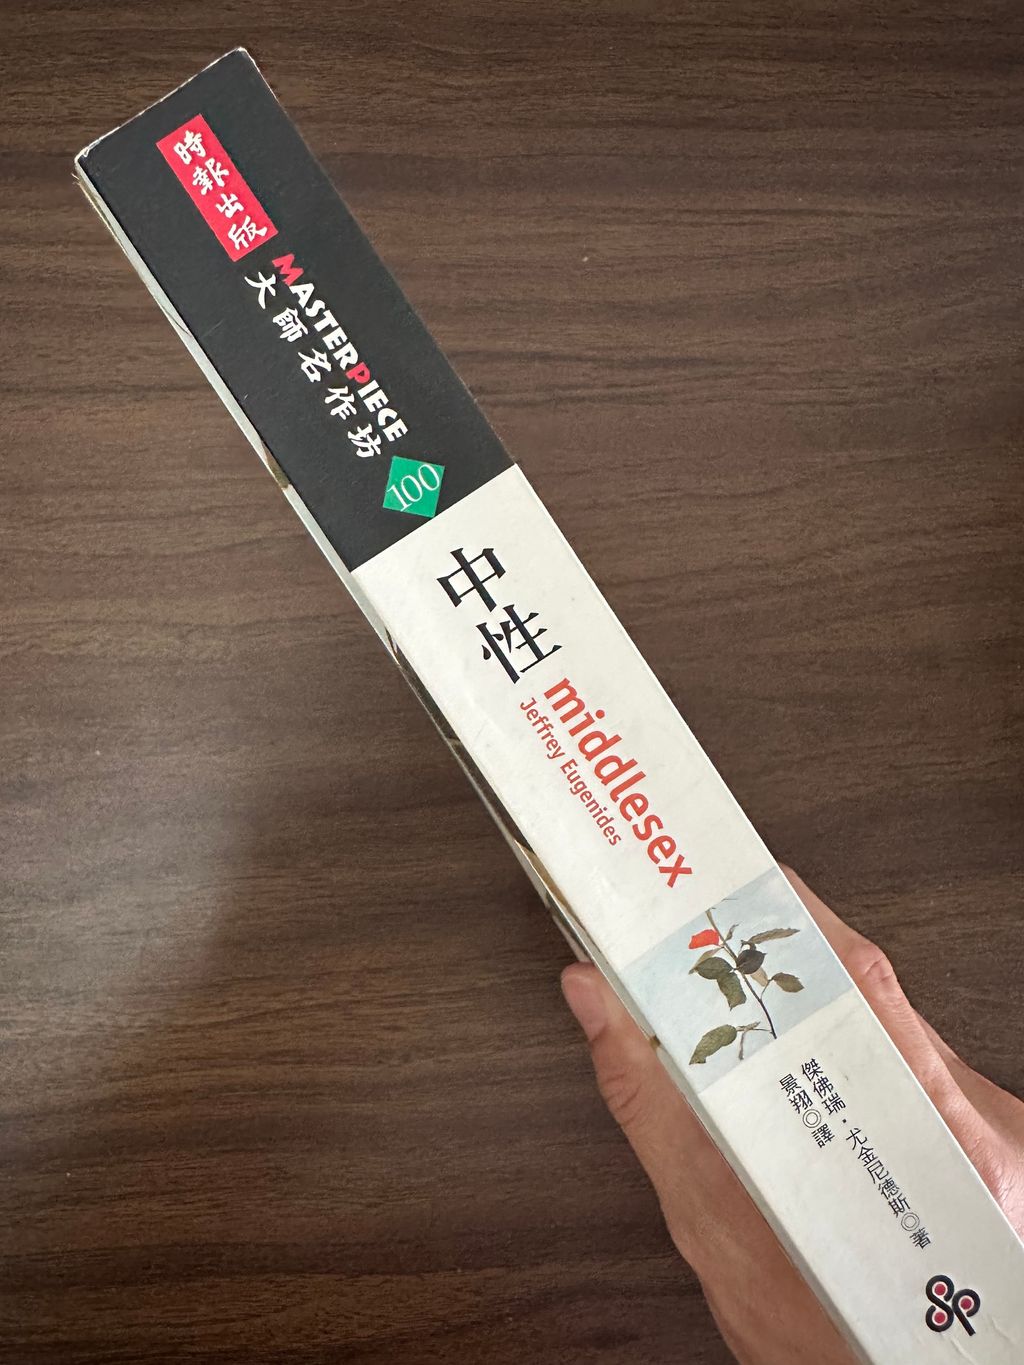 時報出版
MASTERPIECE
大師名作坊
100
中性
middlesex
Jeffrey Eugenides
傑佛瑞·尤金尼德斯◎著
景翔◎譯